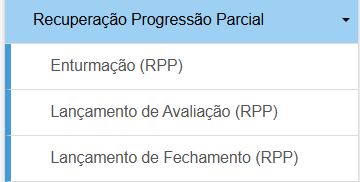 Recuperação Progressão Parcial
Enturmação (RPP)
Lançamento de Avaliação (RPP)
Lançamento de Fechamento (RPP)